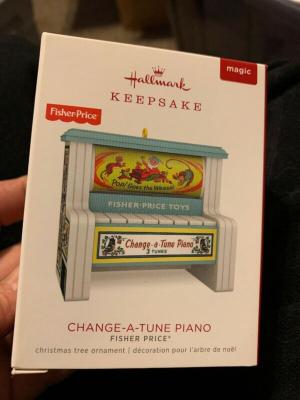 magic
Hallmark
KEEPSAKE
Fisher-Price
Pop! Goes the Weasel
FISHER-PRICE TOYS
Change-a-Tune Piano
3 TUNES
CHANGE-A-TUNE PIANO
FISHER PRICE®
christmas tree ornament | décoration pour l'arbre de noël